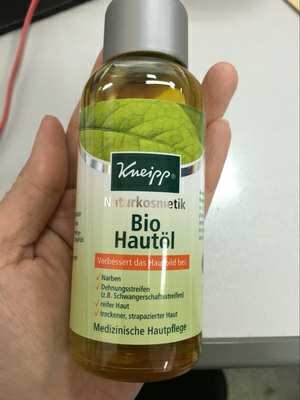 Kneipp®
Naturkosmetik
Bio
Hautöl
Verbessert das Hautbild bei:
✓ Narben
✓ Dehnungsstreifen
(z.B. Schwangerschaftsstreifen)
✓ reifer Haut
✓ trockener, strapazierter Haut
Medizinische Hautpflege